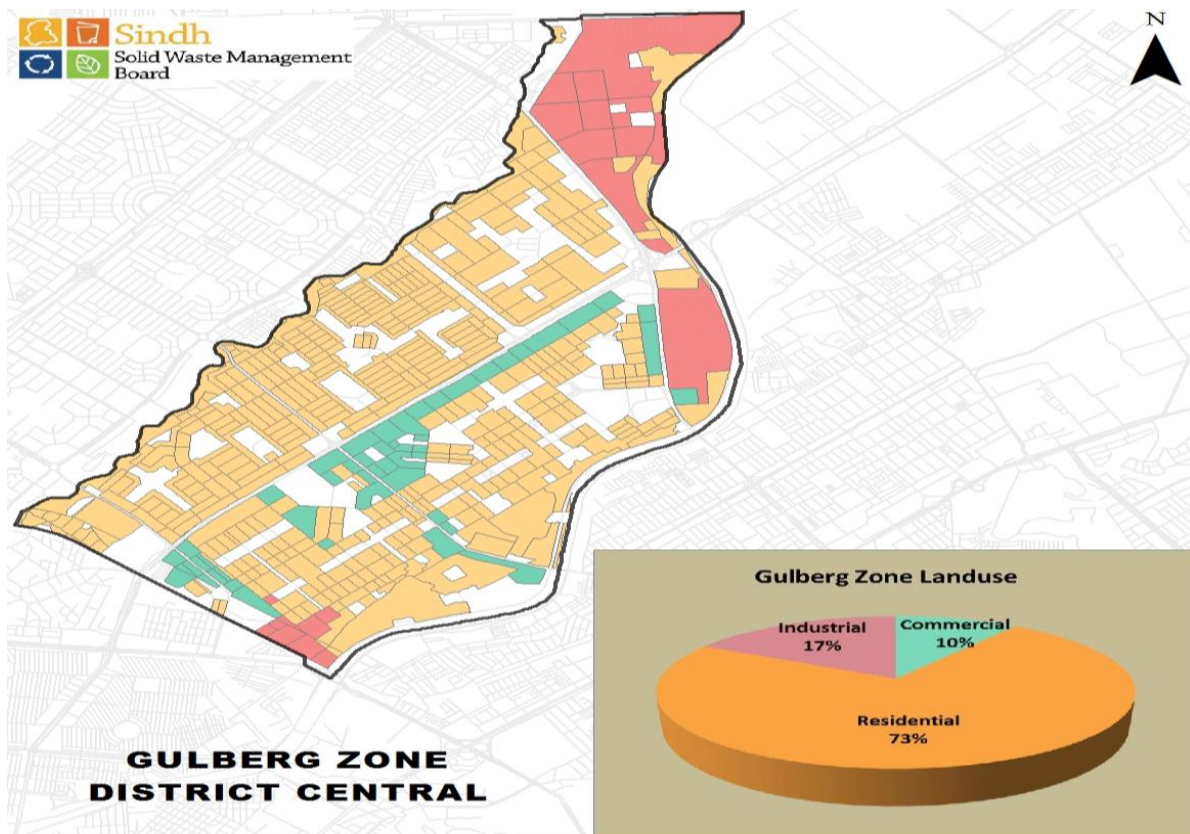 Sindh
Solid Waste Management
Board
N
Gulberg Zone Landuse
Industrial
17%
Commercial
10%
Residential
73%
GULBERG ZONE
DISTRICT CENTRAL